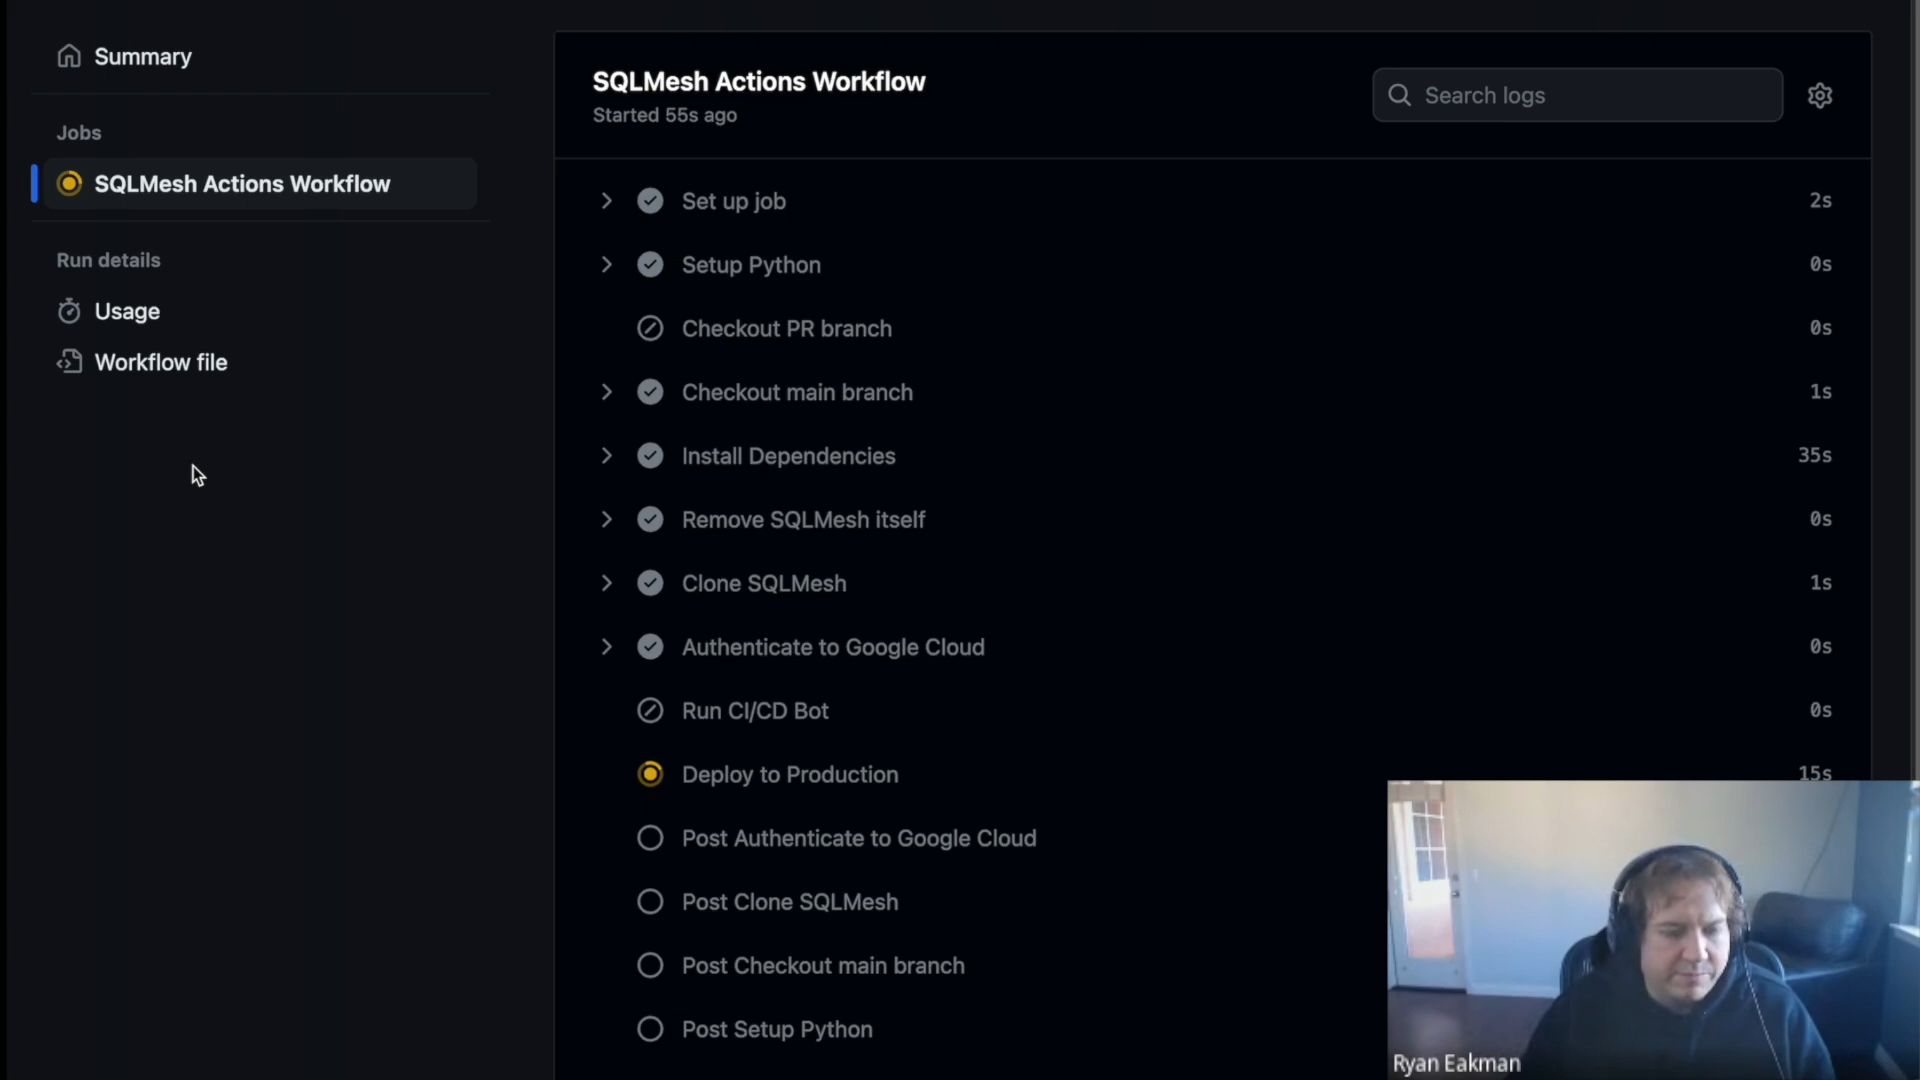 Summary
Jobs
SQLMesh Actions Workflow
Run details
Usage
Workflow file
SQLMesh Actions Workflow
Started 55s ago
Search logs
Set up job 2s
Setup Python 0s
Checkout PR branch 0s
Checkout main branch 1s
Install Dependencies 35s
Remove SQLMesh itself 0s
Clone SQLMesh 1s
Authenticate to Google Cloud 0s
Run CI/CD Bot 0s
Deploy to Production 15s
Post Authenticate to Google Cloud
Post Clone SQLMesh
Post Checkout main branch
Post Setup Python
Ryan Eakman